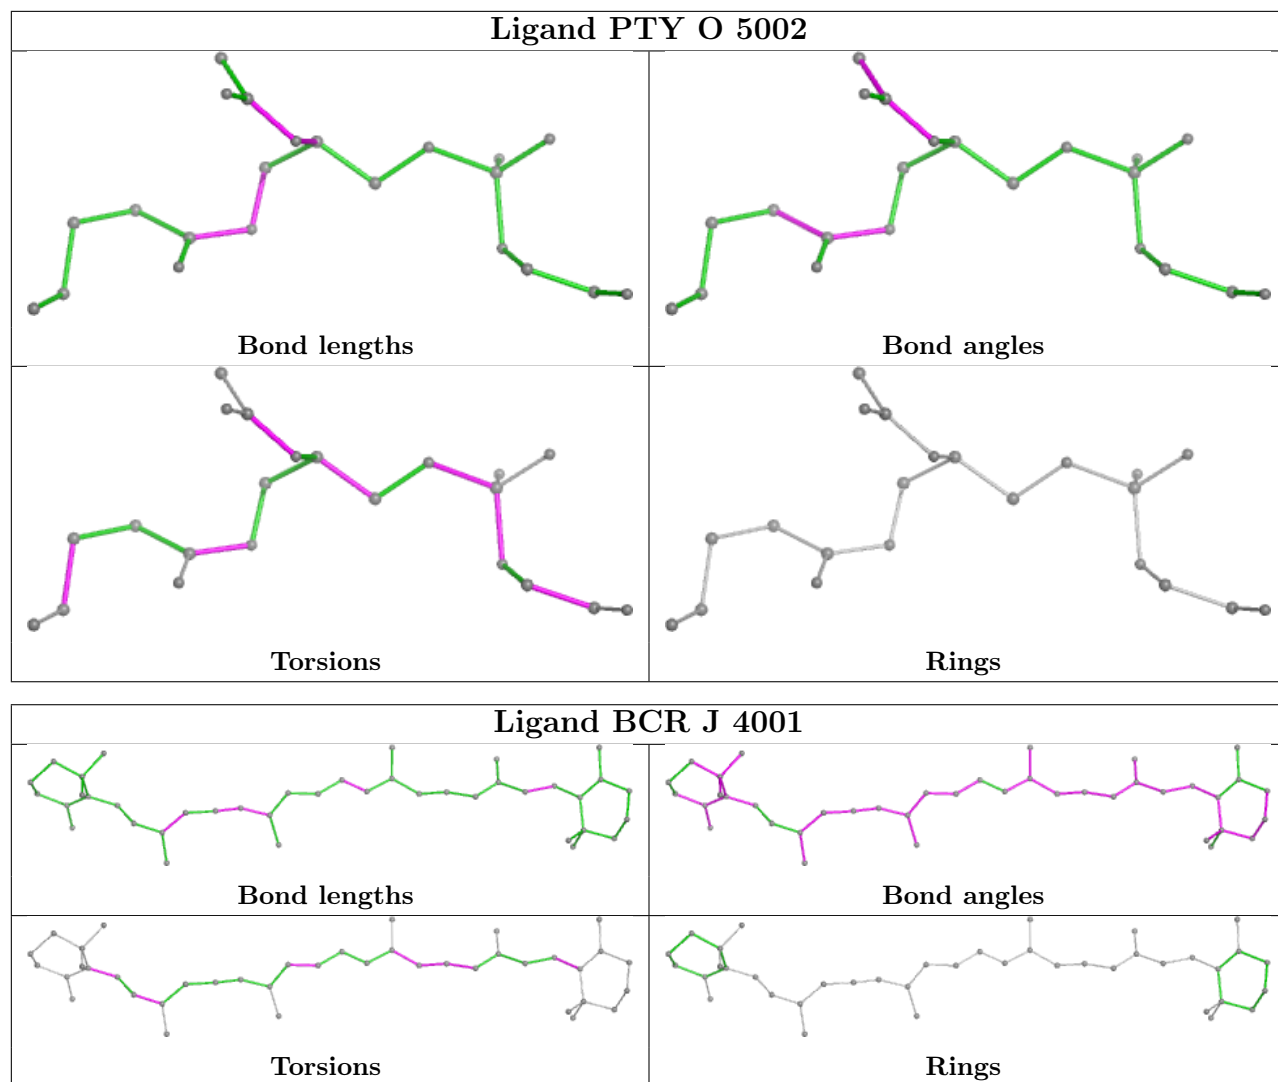 Ligand PTY O 5002
Bond lengths
Bond angles
Torsions
Rings
Ligand BCR J 4001
Bond lengths
Bond angles
Torsions
Rings